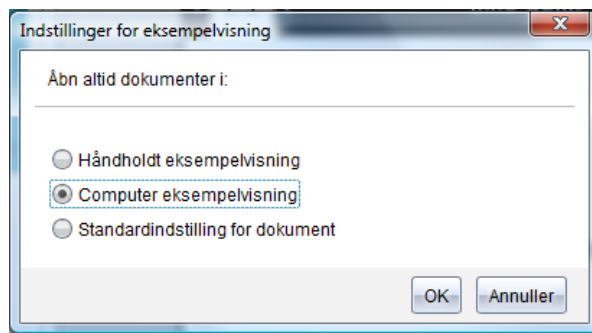 Indstillinger for eksempelvisning
Åbn altid dokumenter i:
Håndholdt eksempelvisning
Computer eksempelvisning
Standardindstilling for dokument
OK Annuller